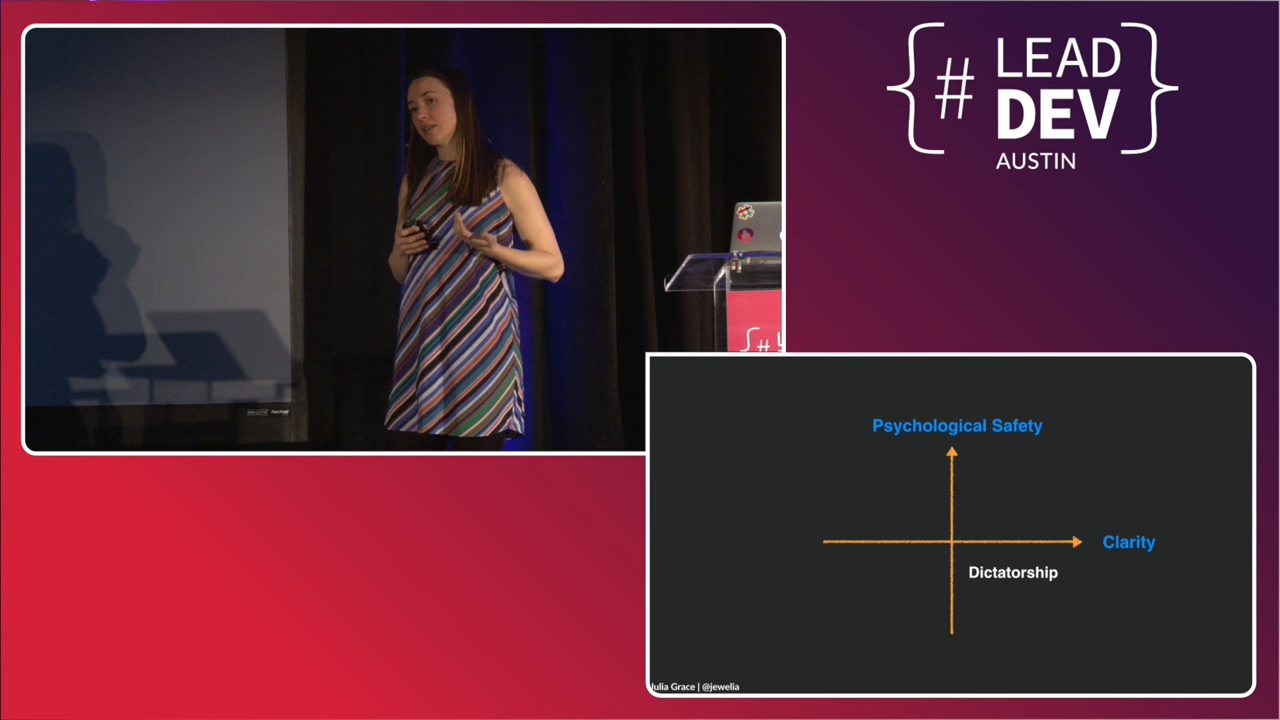 {# LEAD
DEV}
AUSTIN
Psychological Safety
Clarity
Dictatorship
Julia Grace | @jewelia